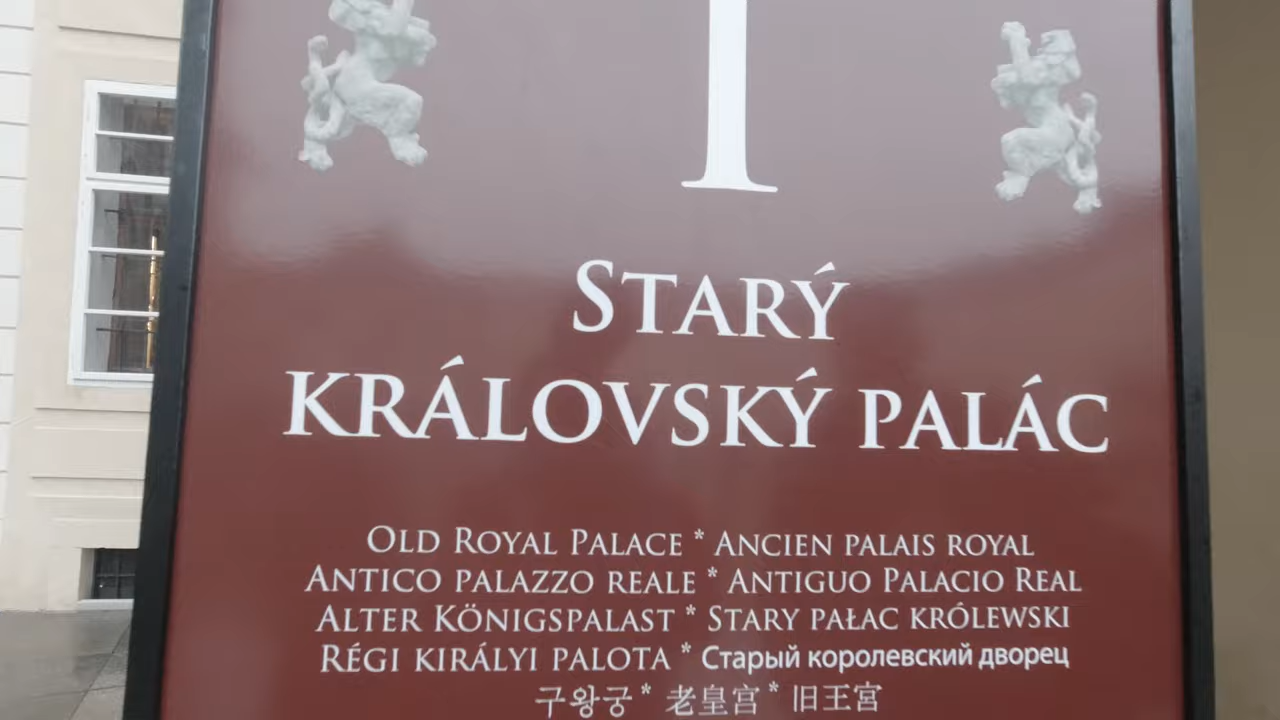 I
STARÝ
KRÁLOVSKÝ PALÁC
OLD ROYAL PALACE * ANCIEN PALAIS ROYAL
ANTICO PALAZZO REALE * ANTIGUO PALACIO REAL
ALTER KÖNIGSPALAST * STARY PAŁAC KRÓLEWSKI
RÉGI KIRÁLYI PALOTA * Старый королевский дворец
구왕궁 * 老皇宫 * 旧王宮